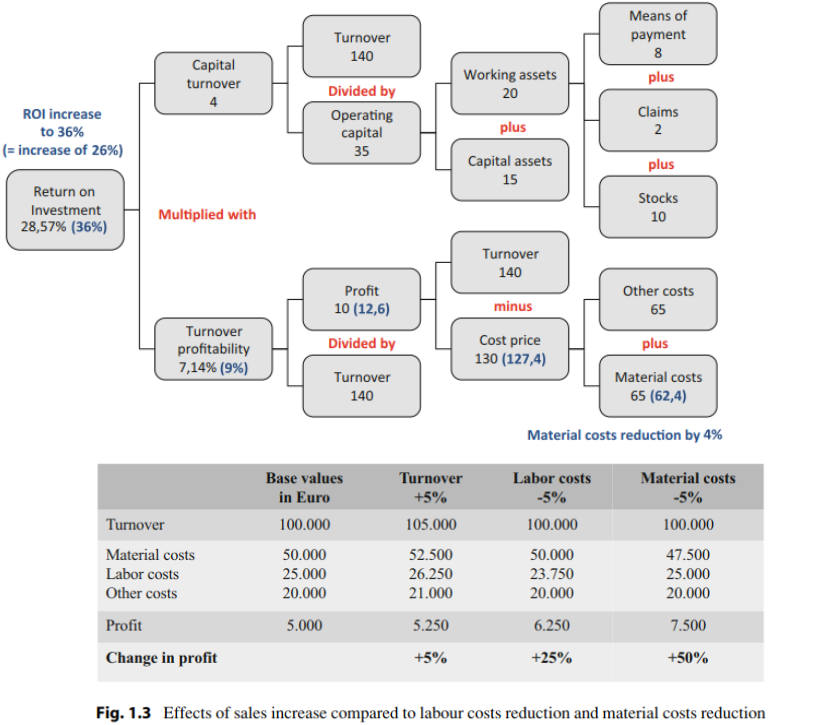 Means of
payment
8
Turnover
140
Capital
turnover
4
Working assets
20
plus
Divided by
ROI increase
to 36%
(= increase of 26%)
Operating
capital
35
Claims
2
plus
Capital assets
15
plus
Return on
Investment
28,57% (36%)
Stocks
10
Multiplied with
Turnover
140
Profit
10 (12,6)
Other costs
65
minus
Turnover
profitability
7,14% (9%)
Divided by
Cost price
130 (127,4)
plus
Turnover
140
Material costs
65 (62,4)
Material costs reduction by 4%
Base values Turnover Labor costs Material costs
in Euro +5% -5% -5%
Turnover 100.000 105.000 100.000 100.000
Material costs 50.000 52.500 50.000 47.500
Labor costs 25.000 26.250 23.750 25.000
Other costs 20.000 21.000 20.000 20.000
Profit 5.000 5.250 6.250 7.500
Change in profit +5% +25% +50%
Fig. 1.3 Effects of sales increase compared to labour costs reduction and material costs reduction